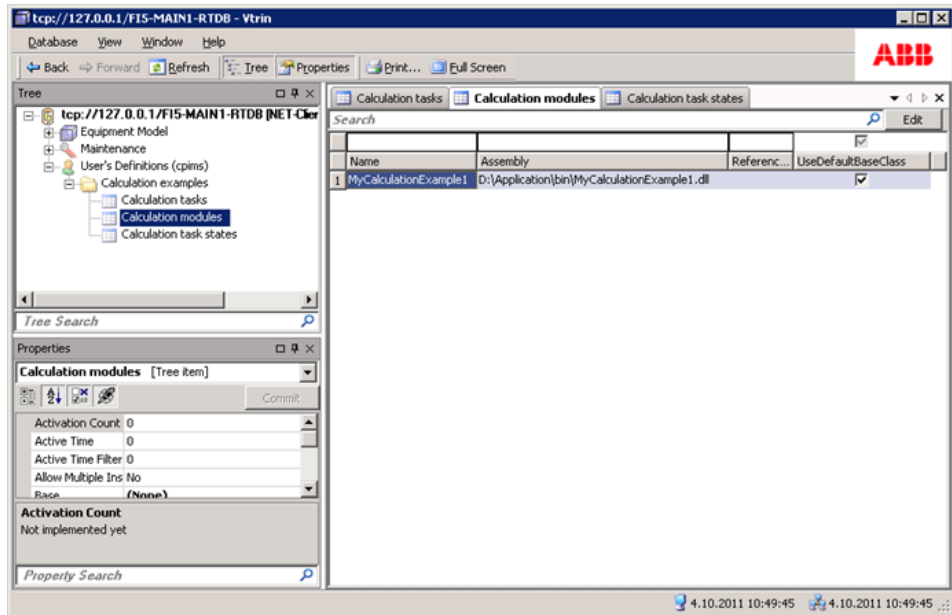 tcp://127.0.0.1/FI5-MAIN1-RTDB - Vtrin
Database View Window Help
Back Forward Refresh Tree Properties Print... Full Screen
ABB
Tree
tcp://127.0.0.1/FI5-MAIN1-RTDB [NET-Clier
Equipment Model
Maintenance
User's Definitions (cpims)
Calculation examples
Calculation tasks
Calculation modules
Calculation task states
Tree Search
Properties
Calculation modules [Tree item]
Commit
Activation Count 0
Active Time 0
Active Time Filter 0
Allow Multiple Ins No
Base (None)
Activation Count
Not implemented yet
Property Search
Calculation tasks Calculation modules Calculation task states
Search Edit
Name Assembly Referenc... UseDefaultBaseClass
1 MyCalculationExample1 D:\Application\bin\MyCalculationExample1.dll
4.10.2011 10:49:45 4.10.2011 10:49:45